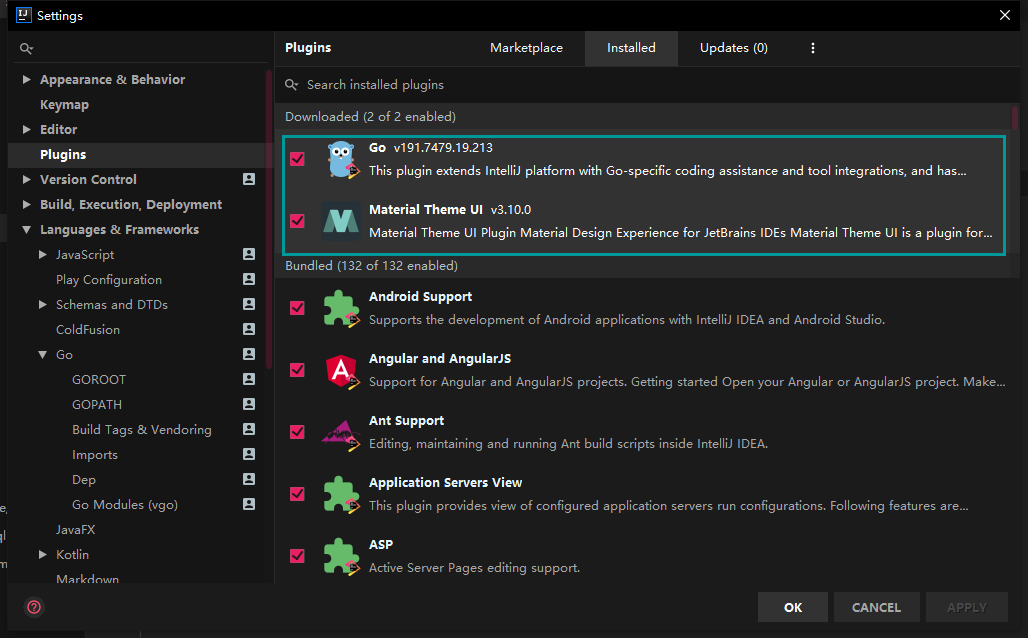 Settings
Plugins
Marketplace
Installed
Updates (0)
Appearance & Behavior
Keymap
Editor
Plugins
Version Control
Build, Execution, Deployment
Languages & Frameworks
JavaScript
Play Configuration
Schemas and DTDs
ColdFusion
Go
GOROOT
GOPATH
Build Tags & Vendoring
Imports
Dep
Go Modules (vgo)
JavaFX
Kotlin
Markdown
Search installed plugins
Downloaded (2 of 2 enabled)
Go v191.7479.19.213
This plugin extends IntelliJ platform with Go-specific coding assistance and tool integrations, and has...
Material Theme UI v3.10.0
Material Theme UI Plugin Material Design Experience for JetBrains IDEs Material Theme UI is a plugin for...
Bundled (132 of 132 enabled)
Android Support
Supports the development of Android applications with IntelliJ IDEA and Android Studio.
Angular and AngularJS
Support for Angular and AngularJS projects. Getting started Open your Angular or AngularJS project. Make...
Ant Support
Editing, maintaining and running Ant build scripts inside IntelliJ IDEA.
Application Servers View
This plugin provides view of configured application servers run configurations. Following features are...
ASP
Active Server Pages editing support.
OK
CANCEL
APPLY